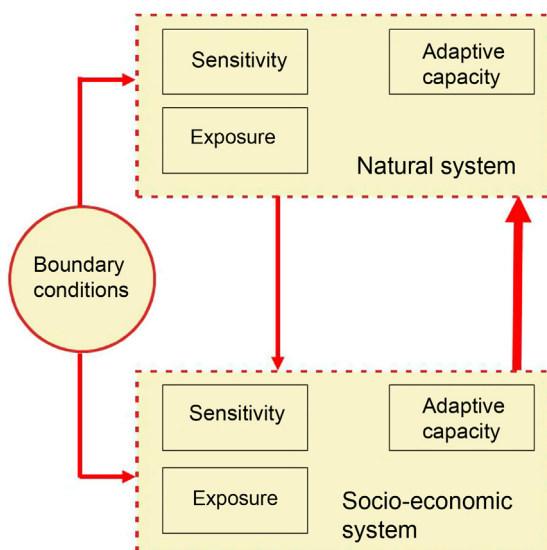 Sensitivity
Adaptive
capacity
Exposure
Natural system
Boundary
conditions
Sensitivity
Adaptive
capacity
Exposure
Socio-economic
system